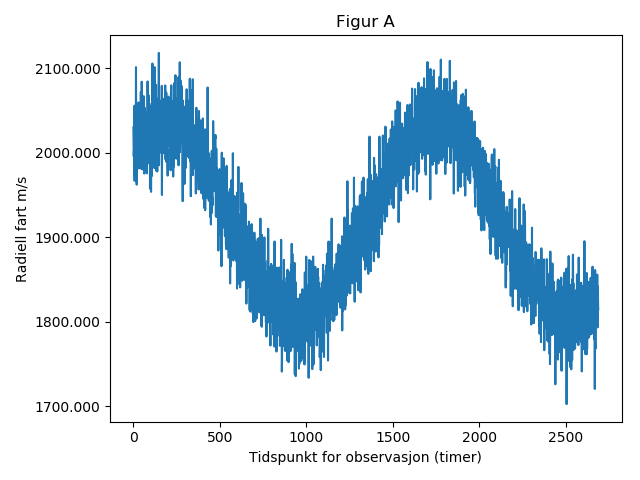 Figur A
2100.000
2000.000
1900.000
1800.000
1700.000
Radiell fart m/s
0 500 1000 1500 2000 2500
Tidspunkt for observasjon (timer)